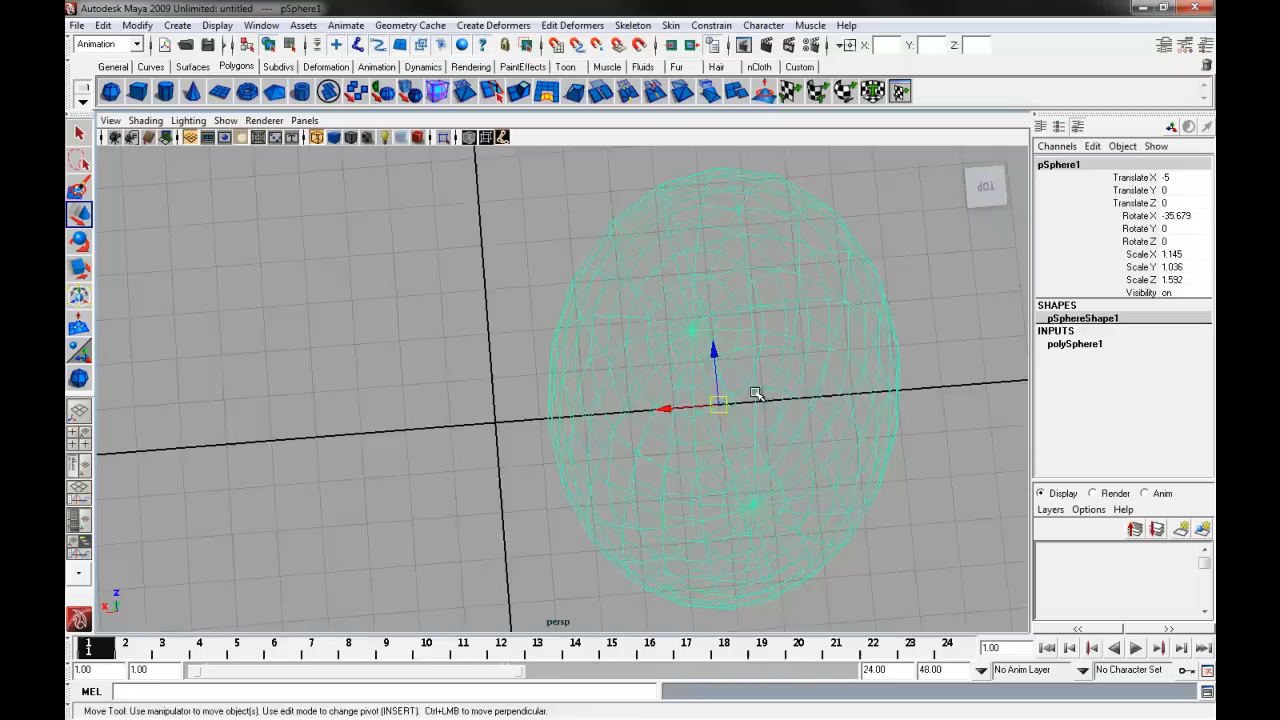 Autodesk Maya 2009 Unlimited: untitled --- pSphere1
File Edit Modify Create Display Window Assets Animate Geometry Cache Create Deformers Edit Deformers Skeleton Skin Constrain Character Muscle Help
Animation X: Y: Z:
General Curves Surfaces Polygons Subdivs Deformation Animation Dynamics Rendering PaintEffects Toon Muscle Fluids Fur Hair nCloth Custom
View Shading Lighting Show Renderer Panels
Channels Edit Object Show
pSphere1
Translate X -5
Translate Y 0
Translate Z 0
Rotate X -35.679
Rotate Y 0
Rotate Z 0
Scale X 1.145
Scale Y 1.036
Scale Z 1.592
Visibility on
SHAPES
pSphereShape1
INPUTS
polySphere1
TOP
Display Render Anim
Layers Options Help
z
x
persp
1 2 3 4 5 6 7 8 9 10 11 12 13 14 15 16 17 18 19 20 21 22 23 24 1.00
1
1.00 1.00 24.00 48.00 No Anim Layer No Character Set
MEL
Move Tool: Use manipulator to move object(s). Use edit mode to change pivot (INSERT). Ctrl+LMB to move perpendicular.